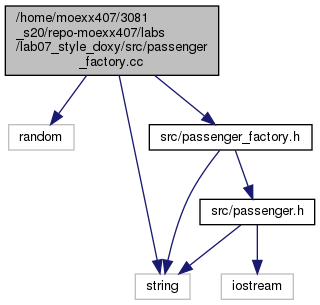 /home/moexx407/3081
_s20/repo-moexx407/labs
/lab07_style_doxy/src/passenger
_factory.cc
random
src/passenger_factory.h
src/passenger.h
string
iostream